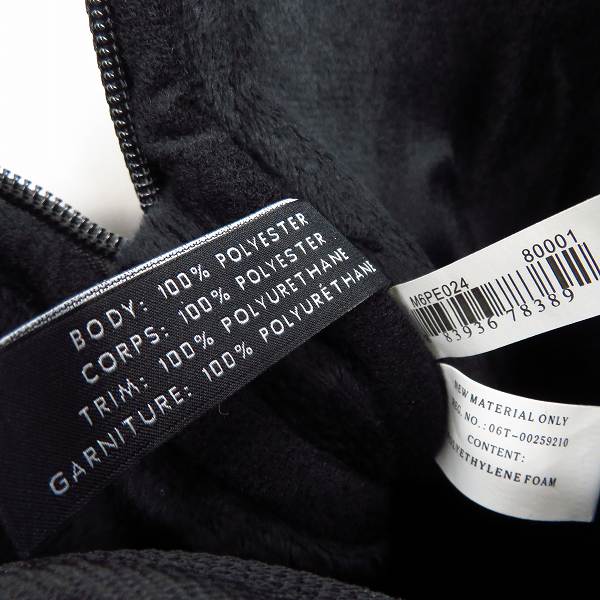 BODY: 100% POLYESTER
CORPS: 100% POLYESTER
TRIM: 100% POLYURETHANE
GARNITURE: 100% POLYURÉTHANE
M6PE024 80001
83936 78389
NEW MATERIAL ONLY
REG. NO.:06T-00259210
CONTENT:
POLYETHYLENE FOAM